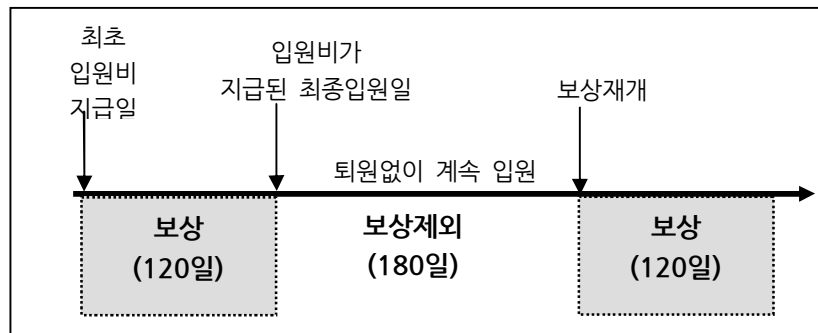 최초
입원비
지급일
입원비가
지급된 최종입원일
보상재개
퇴원없이 계속 입원
보상
(120일)
보상제외
(180일)
보상
(120일)